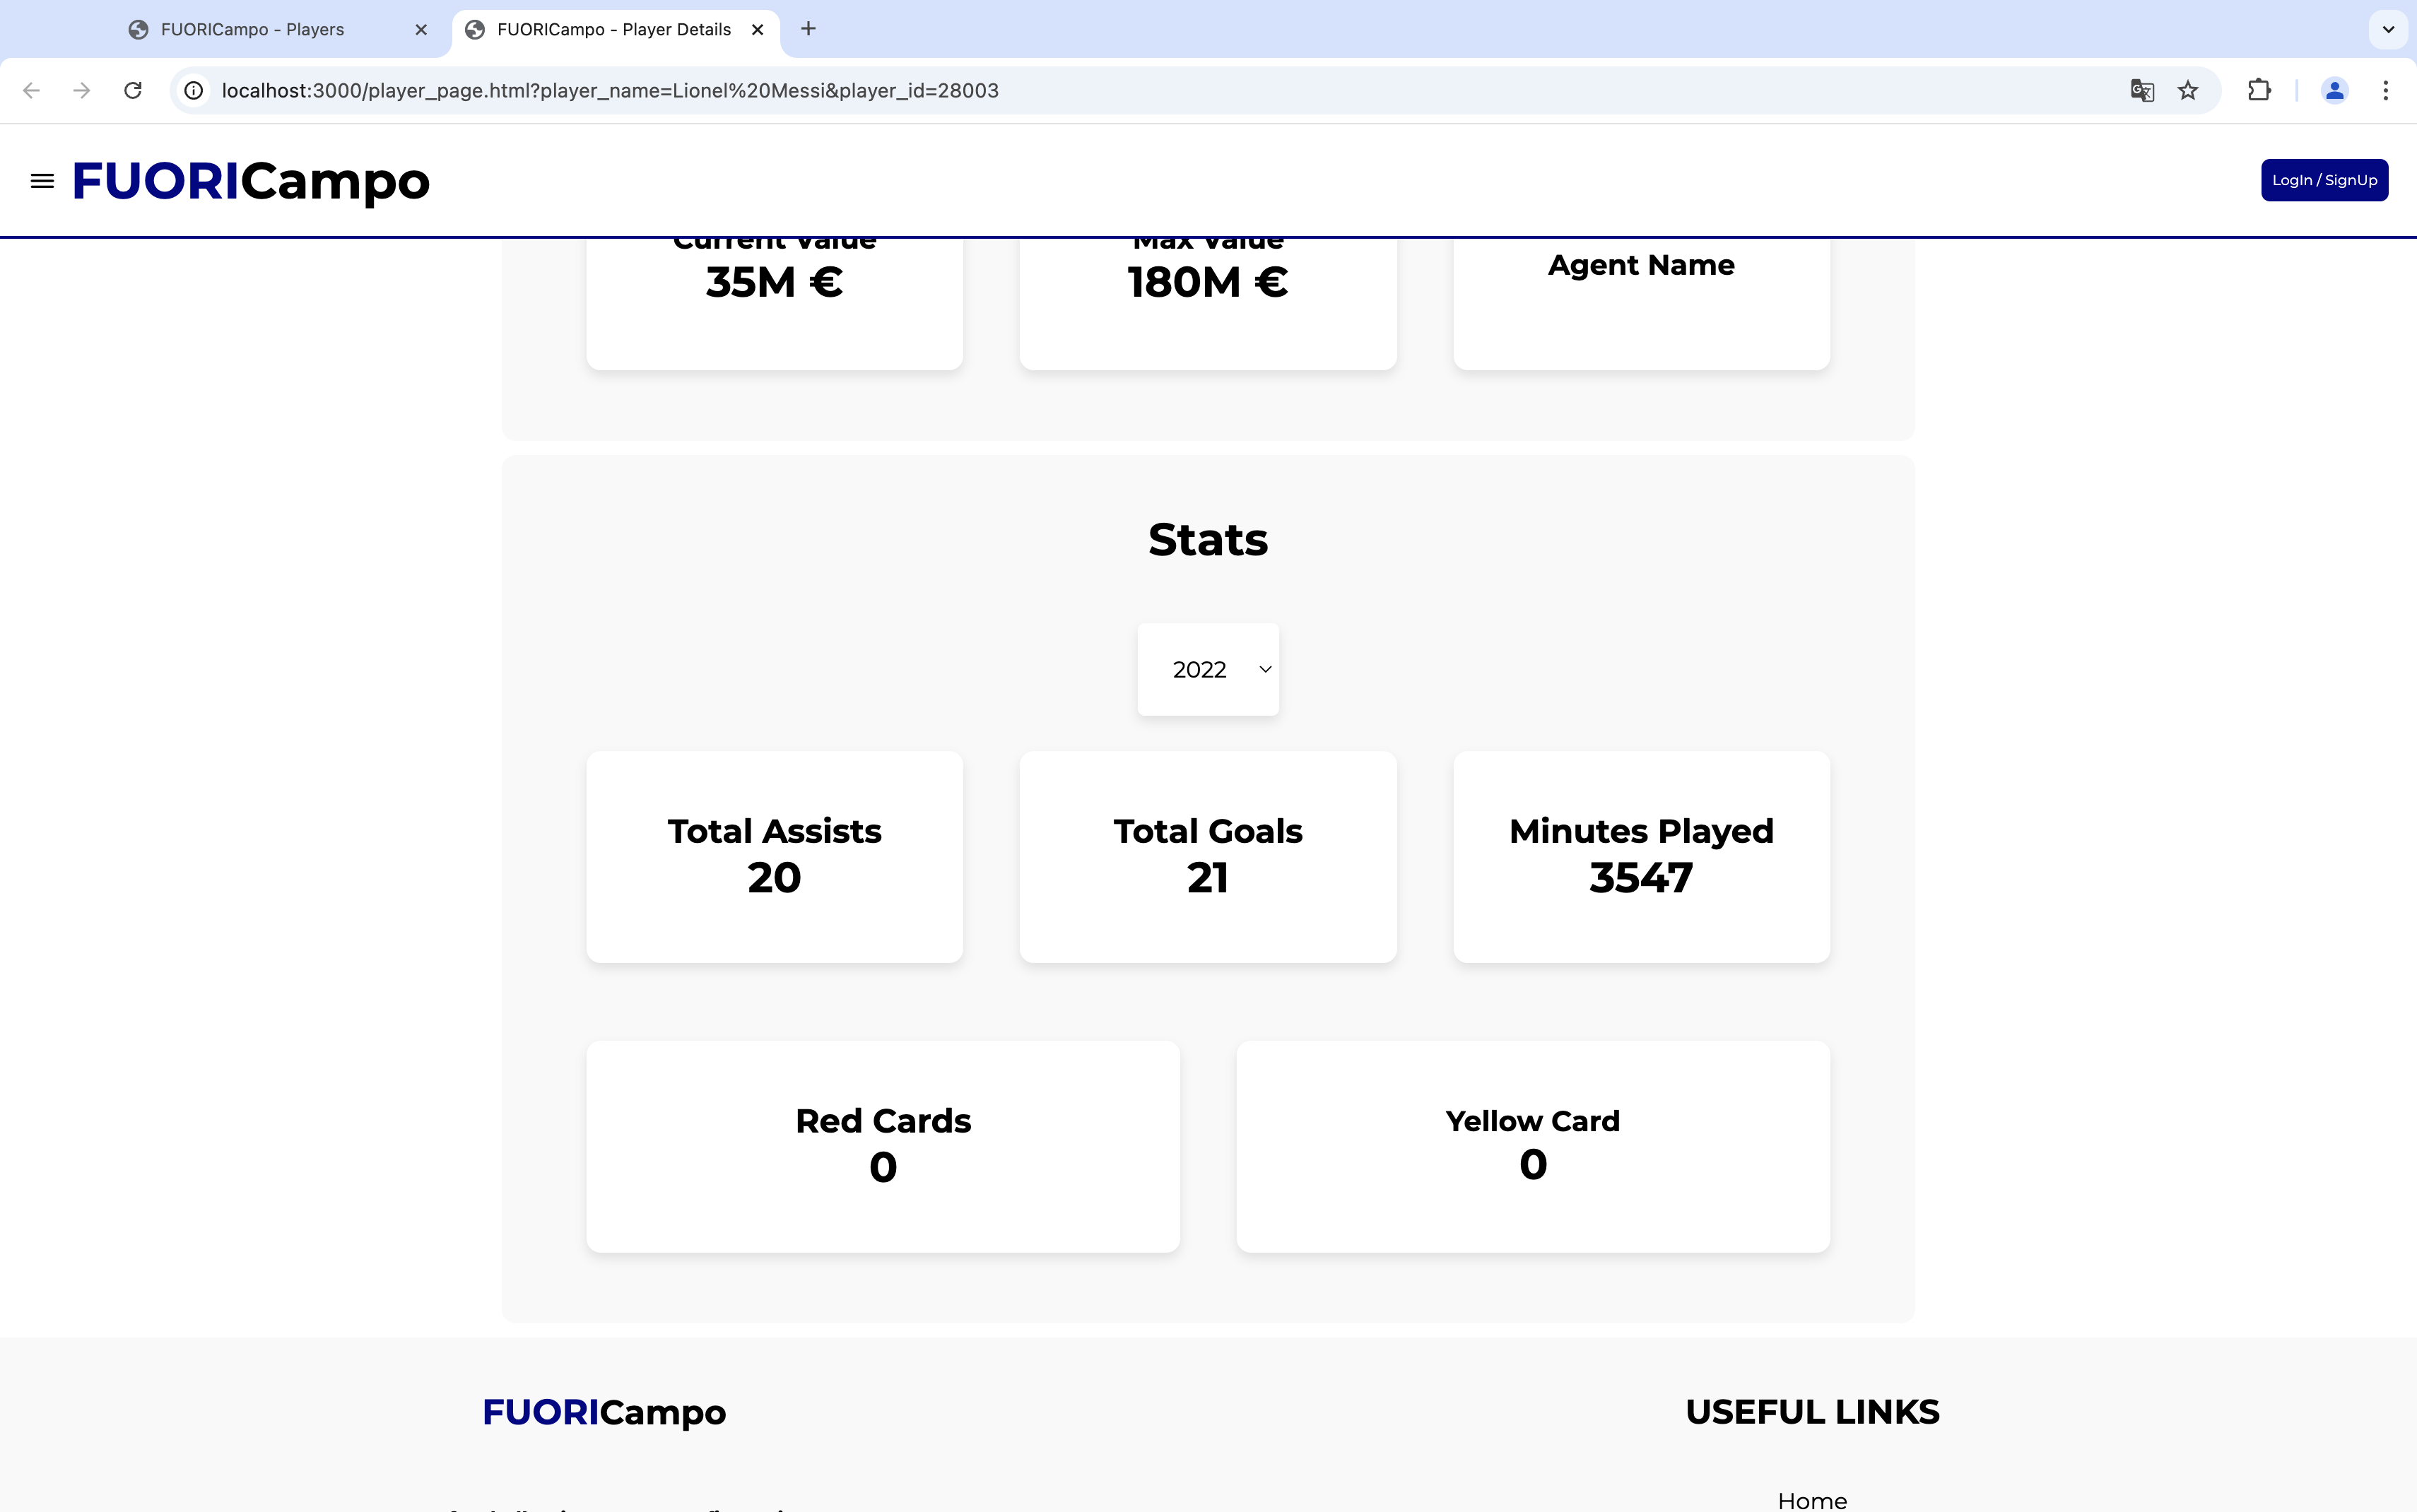 FUORICampo - Players
FUORICampo - Player Details
localhost:3000/player_page.html?player_name=Lionel%20Messi&player_id=28003
FUORICampo
LogIn / SignUp
Current Value
35M €
Max Value
180M €
Agent Name
Stats
2022
Total Assists
20
Total Goals
21
Minutes Played
3547
Red Cards
0
Yellow Card
0
FUORICampo
USEFUL LINKS
Home